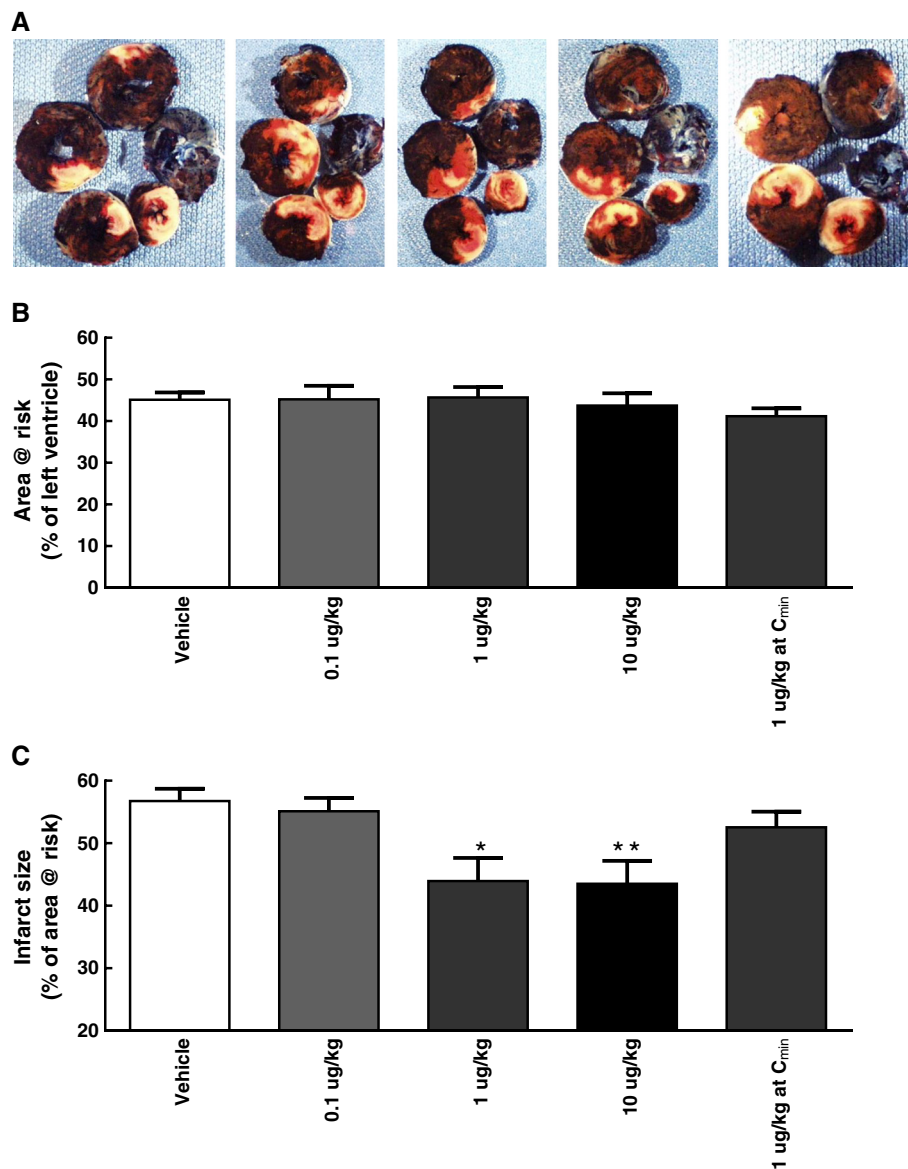 A
B
Area @ risk
(% of left ventricle)
60
50
40
30
20
10
0
Vehicle
0.1 ug/kg
1 ug/kg
10 ug/kg
1 ug/kg at Cmin
C
Infarct size
(% of area @ risk)
60
50
40
30
20
*
**
Vehicle
0.1 ug/kg
1 ug/kg
10 ug/kg
1 ug/kg at Cmin